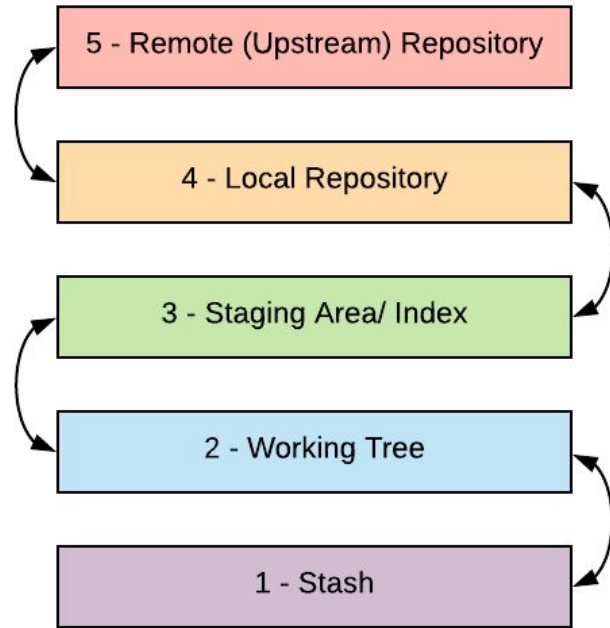 5 - Remote (Upstream) Repository
4 - Local Repository
3 - Staging Area/ Index
2 - Working Tree
1 - Stash